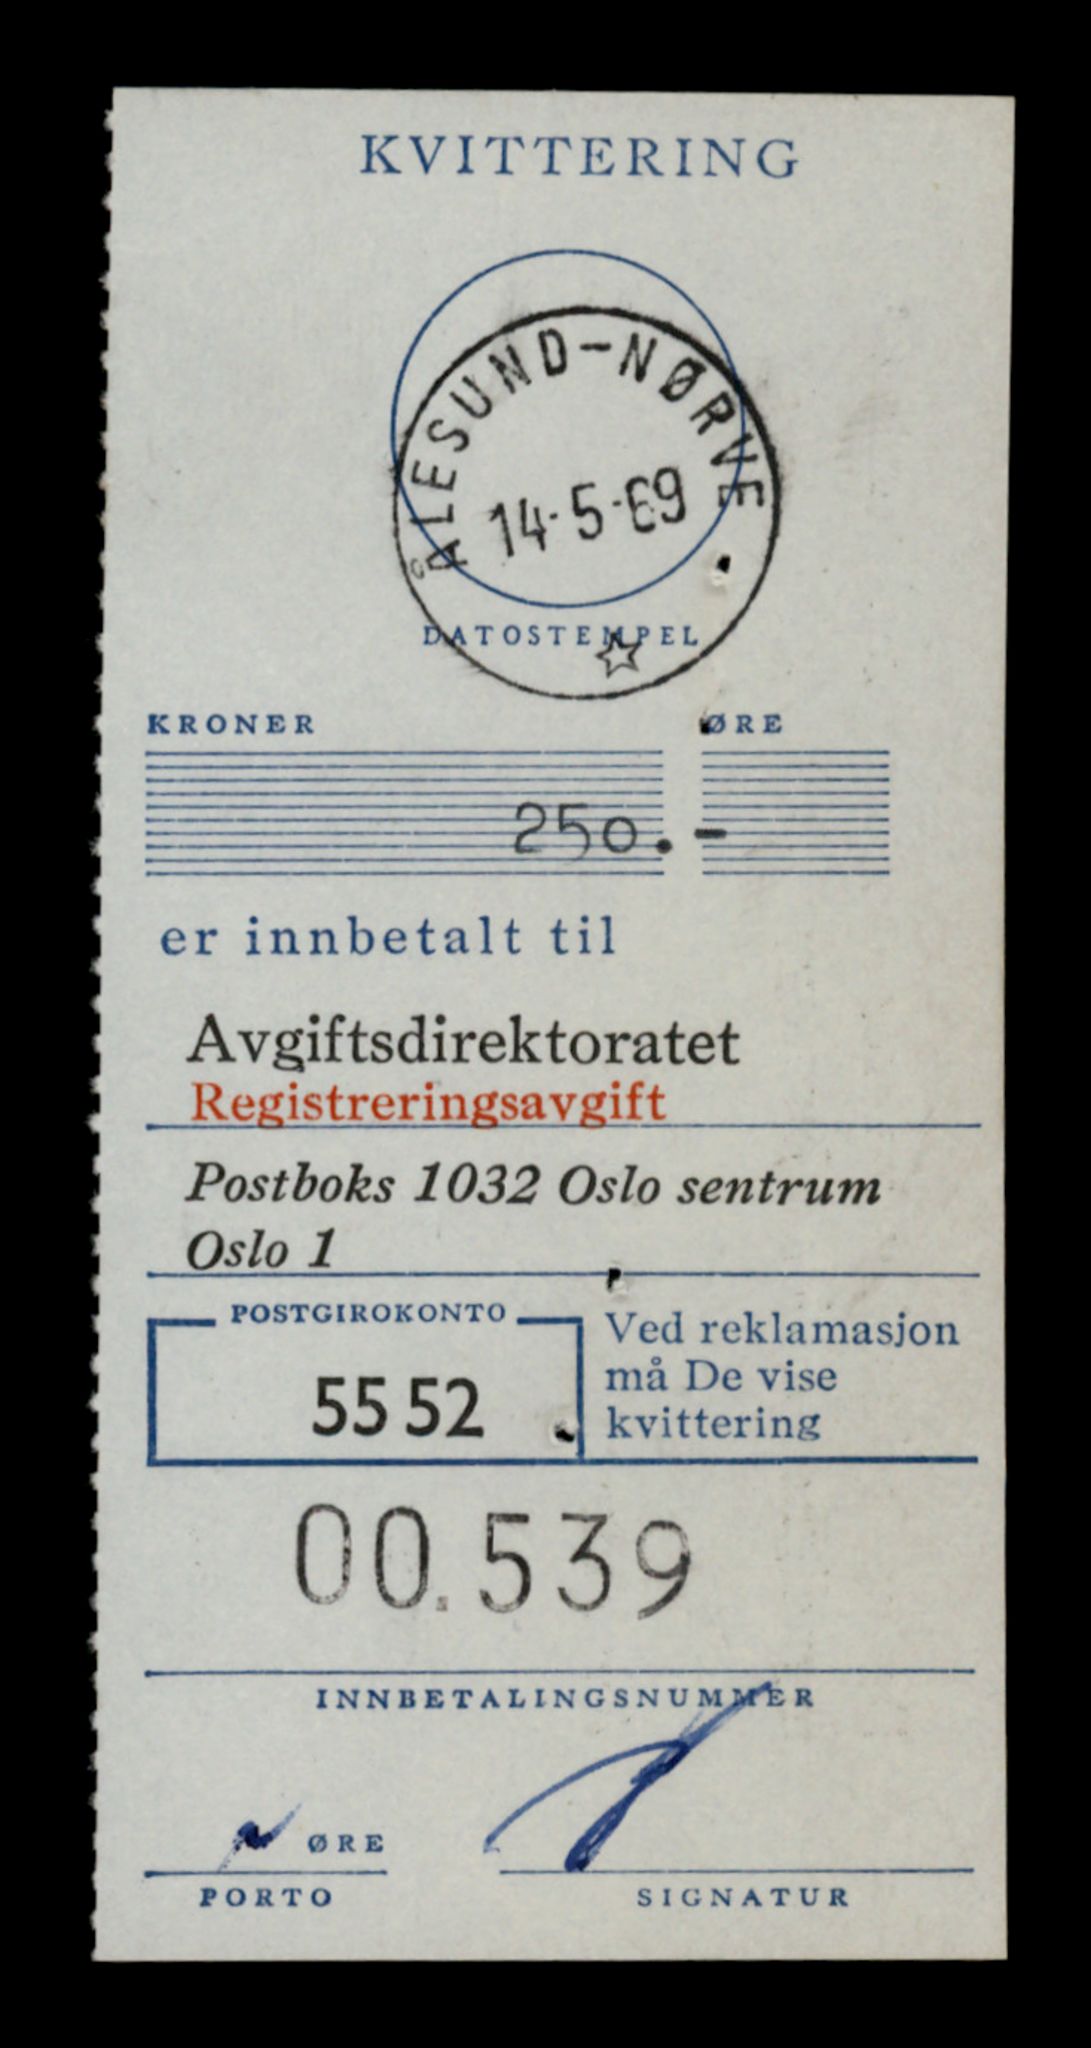 KVITTERING
ÅLESUND-NØRVE
14-5-69
DATOSTEMPEL
KRONER ØRE
250.-
er innbetalt til
Avgiftsdirektoratet
Registreringsavgift
Postboks 1032 Oslo sentrum
Oslo 1
POSTGIROKONTO
55 52
Ved reklamasjon
må De vise
kvittering
00.539
INNBETALINGSNUMMER
ØRE
PORTO
SIGNATUR